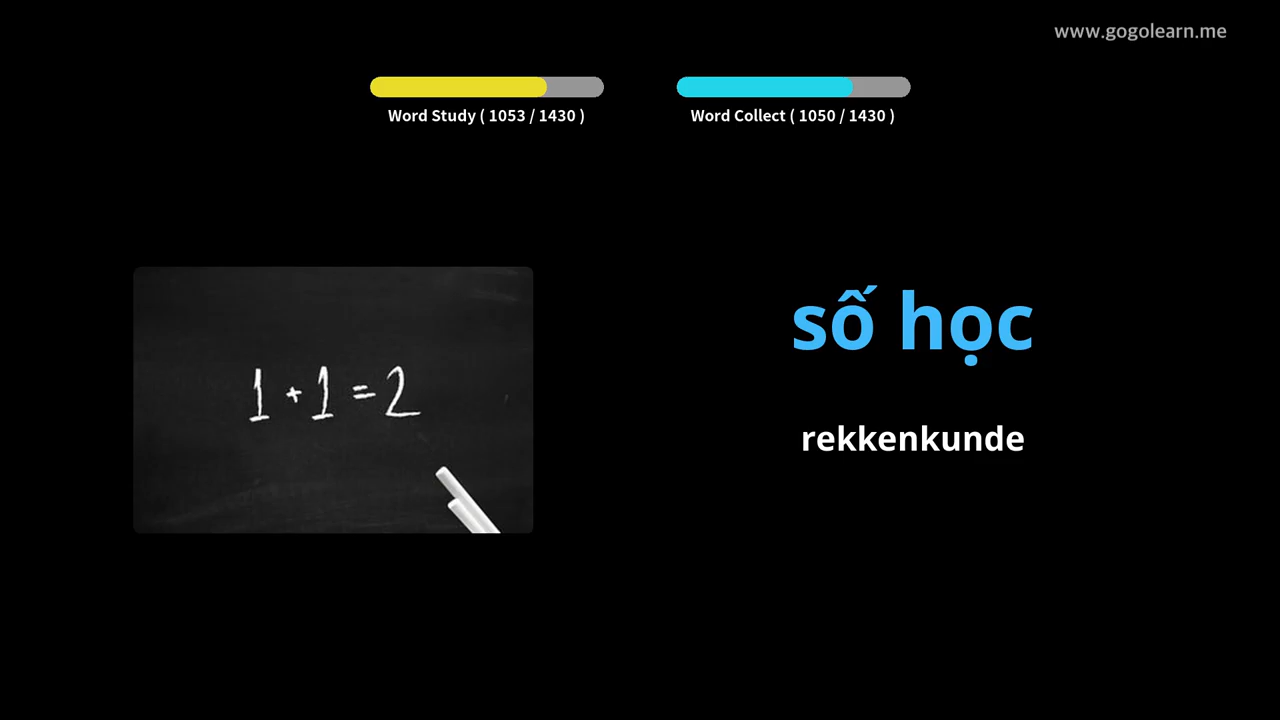 www.gogolearn.me
Word Study ( 1053 / 1430 )
Word Collect ( 1050 / 1430 )
số học
rekkenkunde
1 + 1 = 2